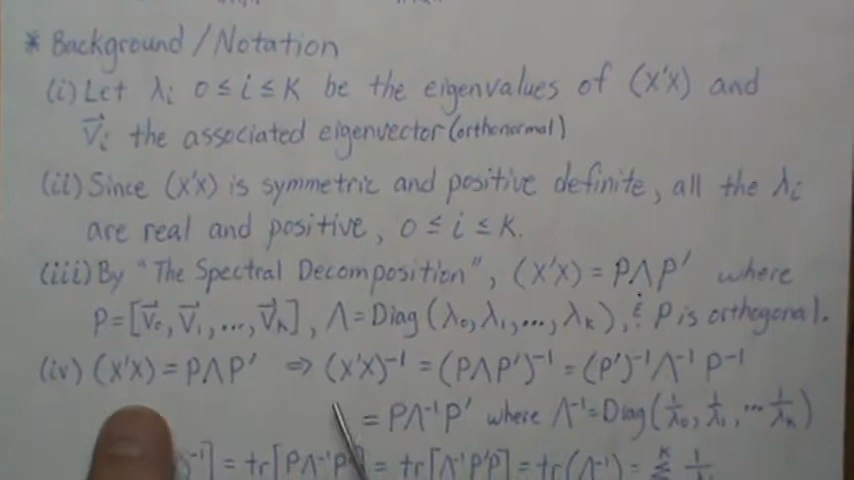 * Background / Notation
(i) Let λi 0 ≤ i ≤ K be the eigenvalues of (X'X) and
V⃗i the associated eigenvector (orthonormal)
(ii) Since (X'X) is symmetric and positive definite, all the λi
are real and positive, 0 ≤ i ≤ K.
(iii) By "The Spectral Decomposition", (X'X) = PΛP' where
P = [V⃗0, V⃗1, ..., V⃗k], Λ = Diag (λ0, λ1, ..., λk), & P is orthogonal.
(iv) (X'X) = PΛP' ⇒ (X'X)⁻¹ = (PΛP')⁻¹ = (P')⁻¹Λ⁻¹P⁻¹
= PΛ⁻¹P' where Λ⁻¹ = Diag(1/λ0, 1/λ1, ... 1/λk)
⁻¹] = tr[PΛ⁻¹P'] = tr[Λ⁻¹P'P] = tr(Λ⁻¹) = Σ 1/λi